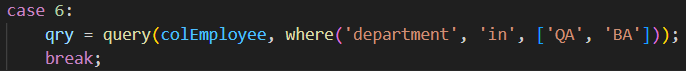 case 6:
qry = query(colEmployee, where('department', 'in', ['QA', 'BA']));
break;